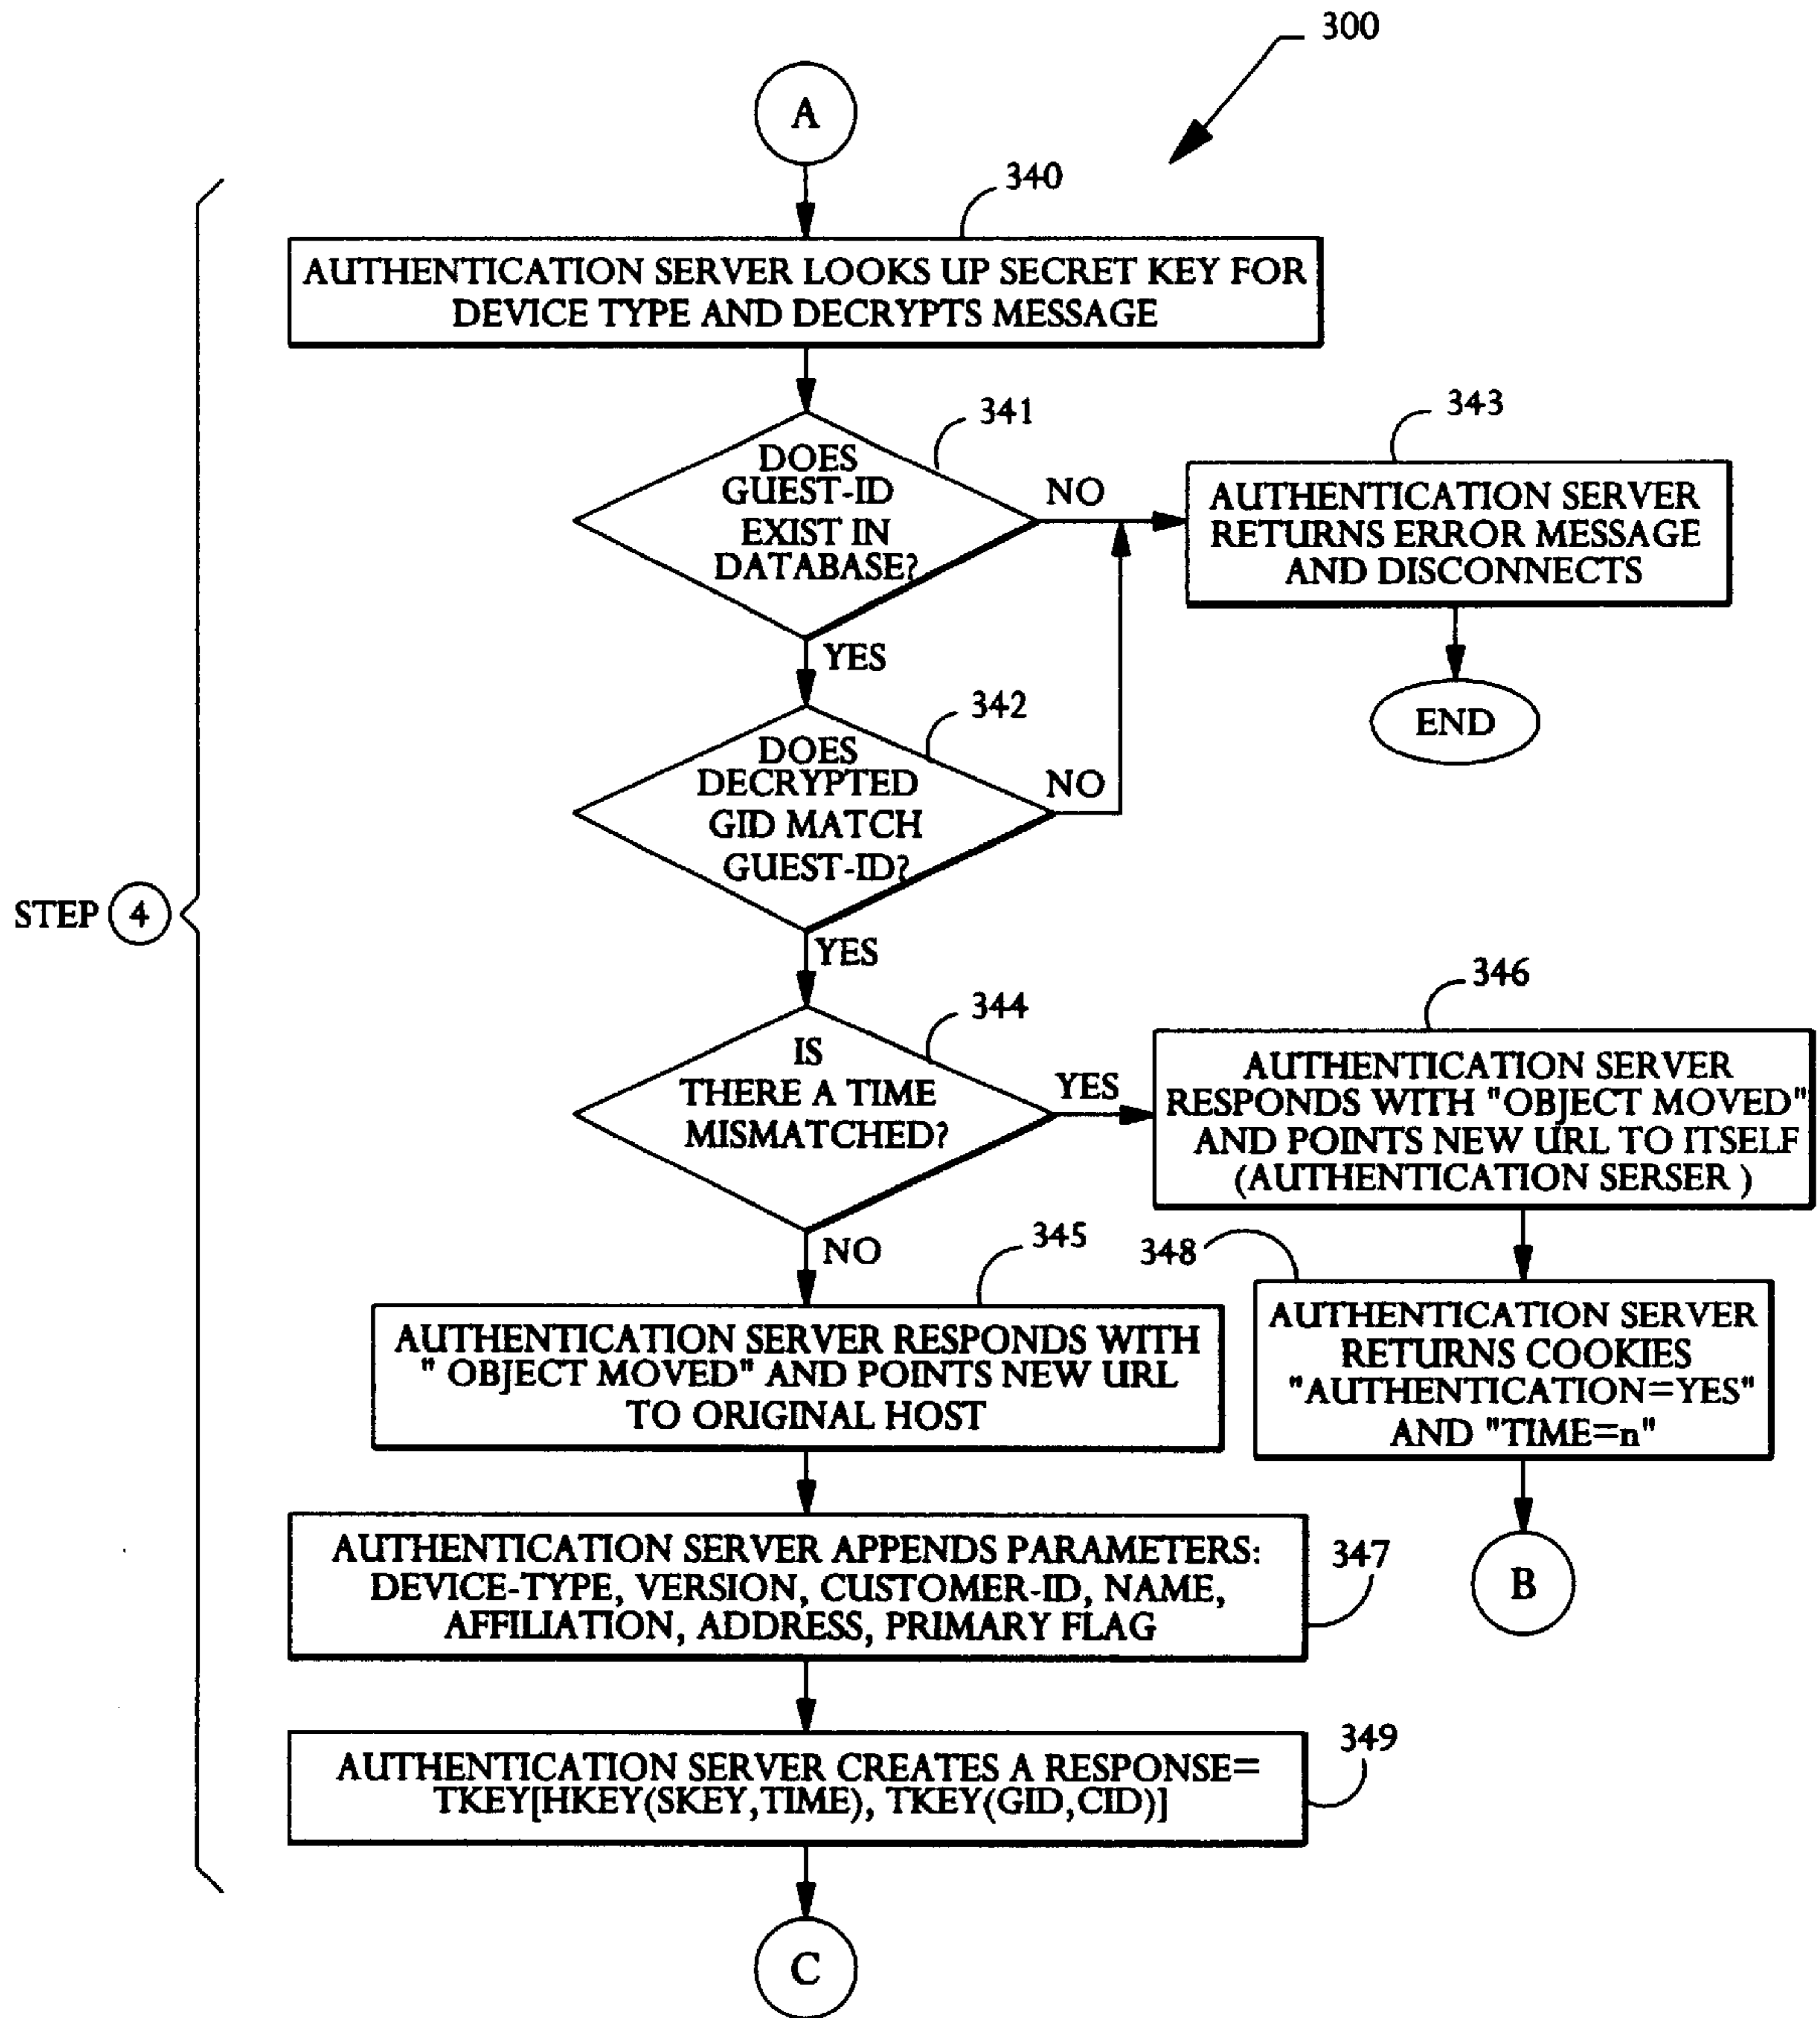 300
A
340
AUTHENTICATION SERVER LOOKS UP SECRET KEY FOR
DEVICE TYPE AND DECRYPTS MESSAGE
341
DOES
GUEST-ID
EXIST IN
DATABASE?
NO
YES
343
AUTHENTICATION SERVER
RETURNS ERROR MESSAGE
AND DISCONNECTS
END
342
DOES
DECRYPTED
GID MATCH
GUEST-ID?
NO
YES
STEP 4
344
IS
THERE A TIME
MISMATCHED?
YES
NO
346
AUTHENTICATION SERVER
RESPONDS WITH "OBJECT MOVED"
AND POINTS NEW URL TO ITSELF
(AUTHENTICATION SERSER )
345
AUTHENTICATION SERVER RESPONDS WITH
" OBJECT MOVED" AND POINTS NEW URL
TO ORIGINAL HOST
348
AUTHENTICATION SERVER
RETURNS COOKIES
"AUTHENTICATION=YES"
AND "TIME=n"
B
347
AUTHENTICATION SERVER APPENDS PARAMETERS:
DEVICE-TYPE, VERSION, CUSTOMER-ID, NAME,
AFFILIATION, ADDRESS, PRIMARY FLAG
349
AUTHENTICATION SERVER CREATES A RESPONSE=
TKEY[HKEY(SKEY,TIME), TKEY(GID,CID)]
C